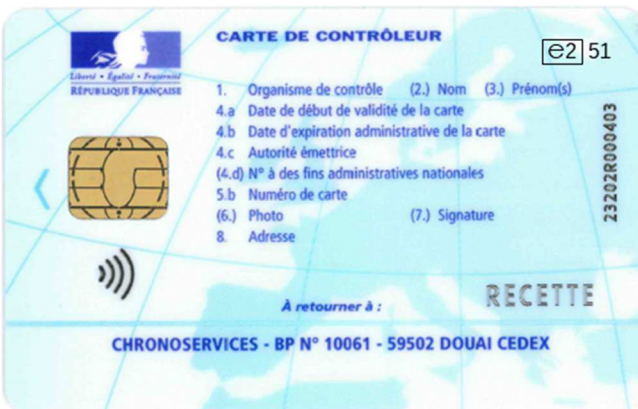 CARTE DE CONTRÔLEUR
e2 51
Liberté • Égalité • Fraternité
RÉPUBLIQUE FRANÇAISE
1. Organisme de contrôle (2.) Nom (3.) Prénom(s)
4.a Date de début de validité de la carte
4.b Date d'expiration administrative de la carte
4.c Autorité émettrice
(4.d) N° à des fins administratives nationales
5.b Numéro de carte
(6.) Photo (7.) Signature
8. Adresse
23202R000403
À retourner à :
RECETTE
CHRONOSERVICES - BP N° 10061 - 59502 DOUAI CEDEX